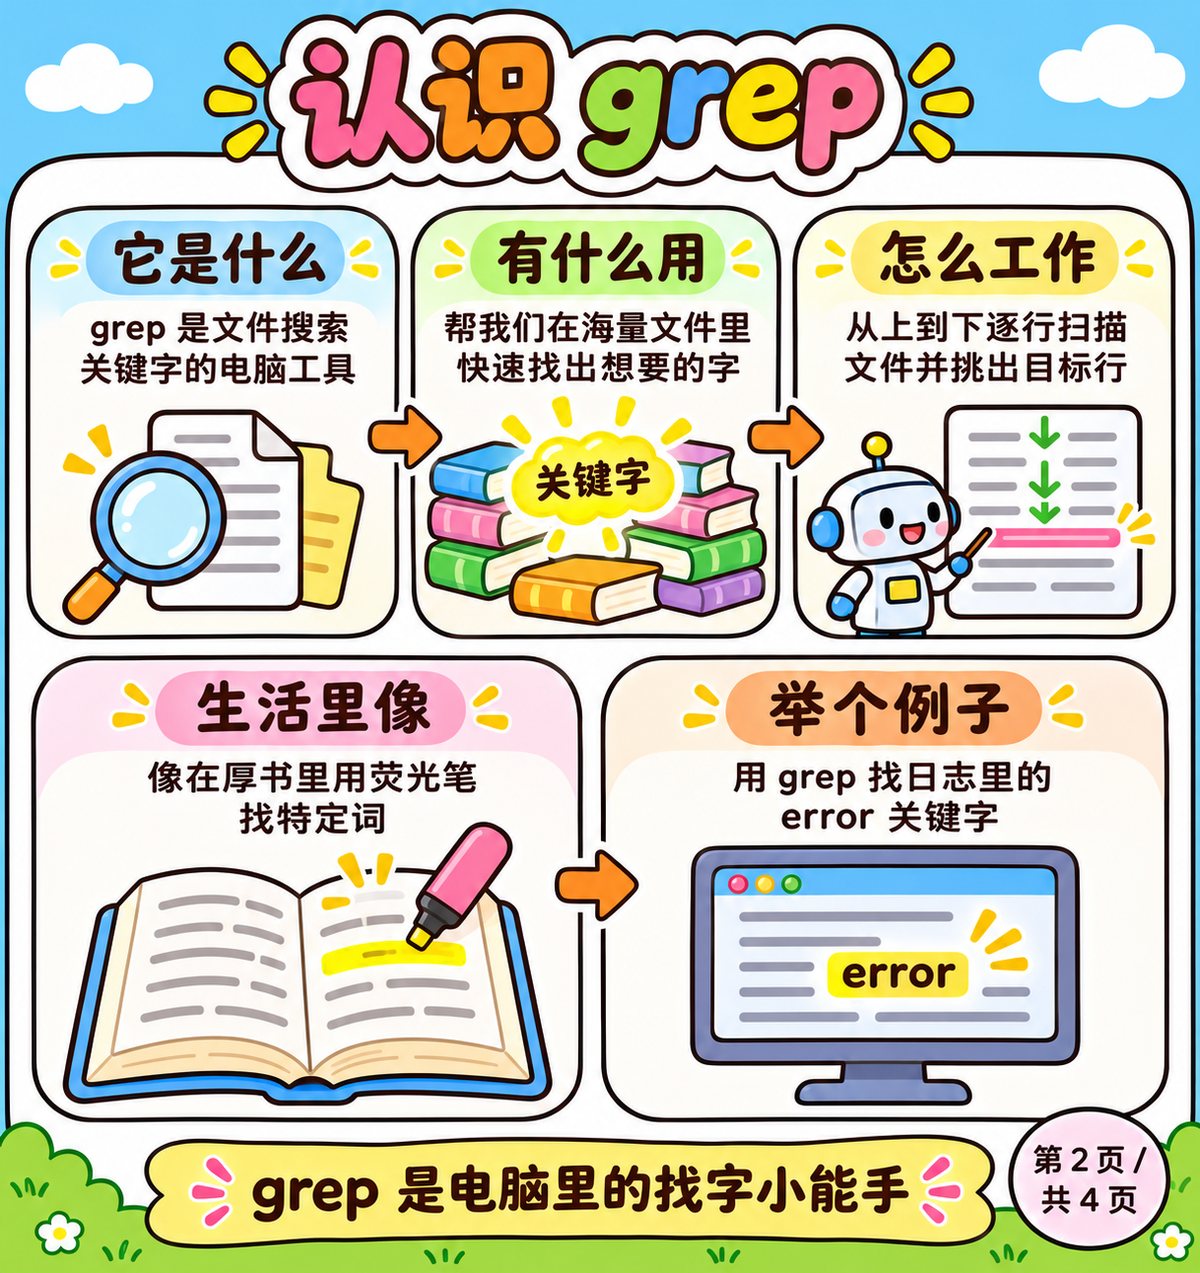 认识 grep
它是什么
grep 是文件搜索
关键字的电脑工具
有什么用
帮我们在海量文件里
快速找出想要的字
关键字
怎么工作
从上到下逐行扫描
文件并挑出目标行
生活里像
像在厚书里用荧光笔
找特定词
举个例子
用 grep 找日志里的
error 关键字
error
grep 是电脑里的找字小能手
第 2 页 /
共 4 页